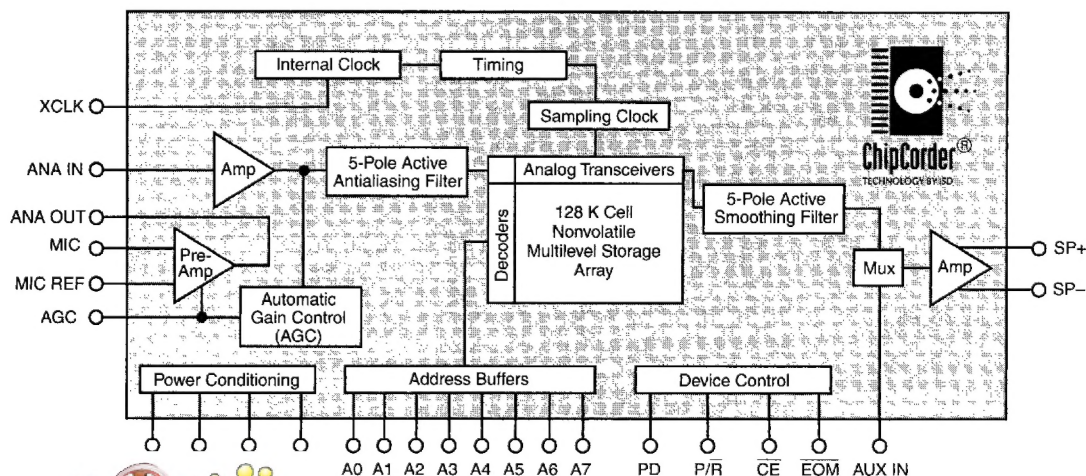 Internal Clock
Timing
XCLK
Sampling Clock
ChipCorder®
TECHNOLOGY BY ISD
ANA IN
Amp
5-Pole Active
Antialiasing Filter
Decoders
Analog Transceivers
128 K Cell
Nonvolatile
Multilevel Storage
Array
5-Pole Active
Smoothing Filter
ANA OUT
MIC
Pre-
Amp
MIC REF
AGC
Automatic
Gain Control
(AGC)
Mux
Amp
SP+
SP−
Power Conditioning
Address Buffers
Device Control
A0 A1 A2 A3 A4 A5 A6 A7 PD P/R̅ C̅E̅ E̅O̅M̅ AUX IN